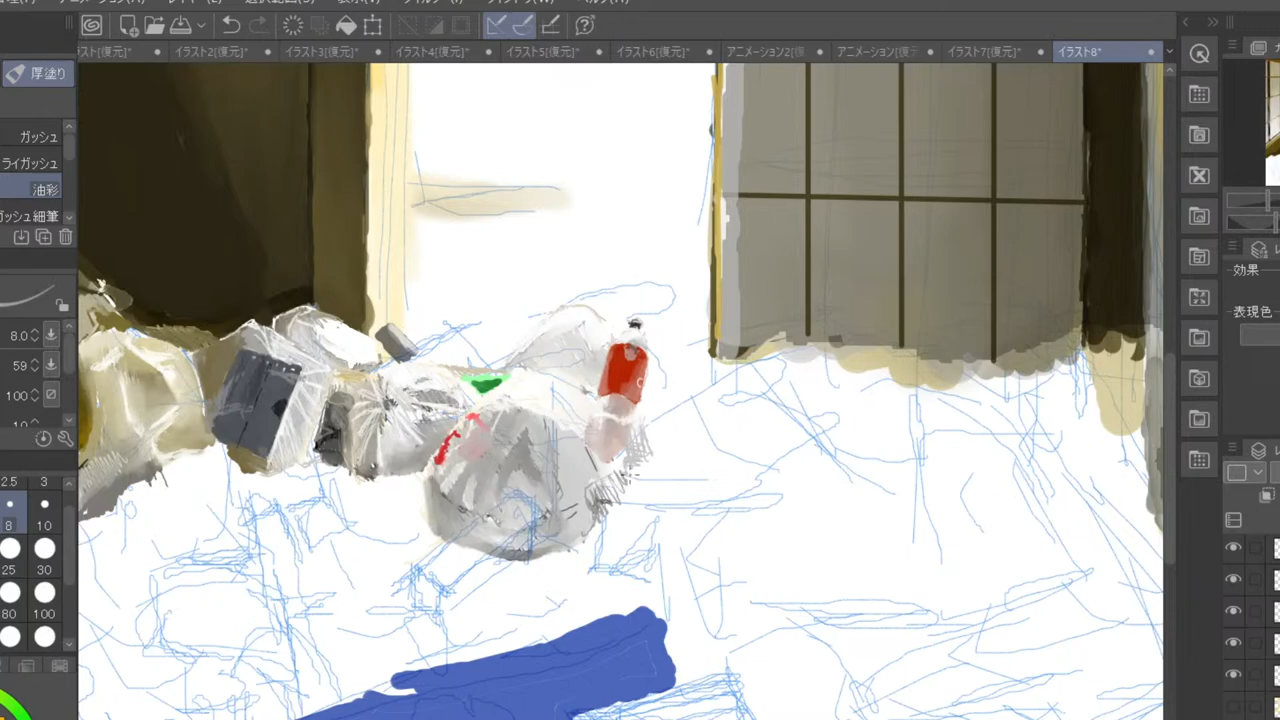 スト[復元]*
イラスト2[復元]*
イラスト3[復元]*
イラスト4[復元]*
イラスト5[復元]*
イラスト6[復元]*
アニメーション2[復
アニメーション[復元
イラスト7[復元]*
イラスト8*
厚塗り
ガッシュ
ライガッシュ
油彩
ガッシュ細筆
8.0
59
100
2.5 3
8 10
25 30
80 100
効果
表現色